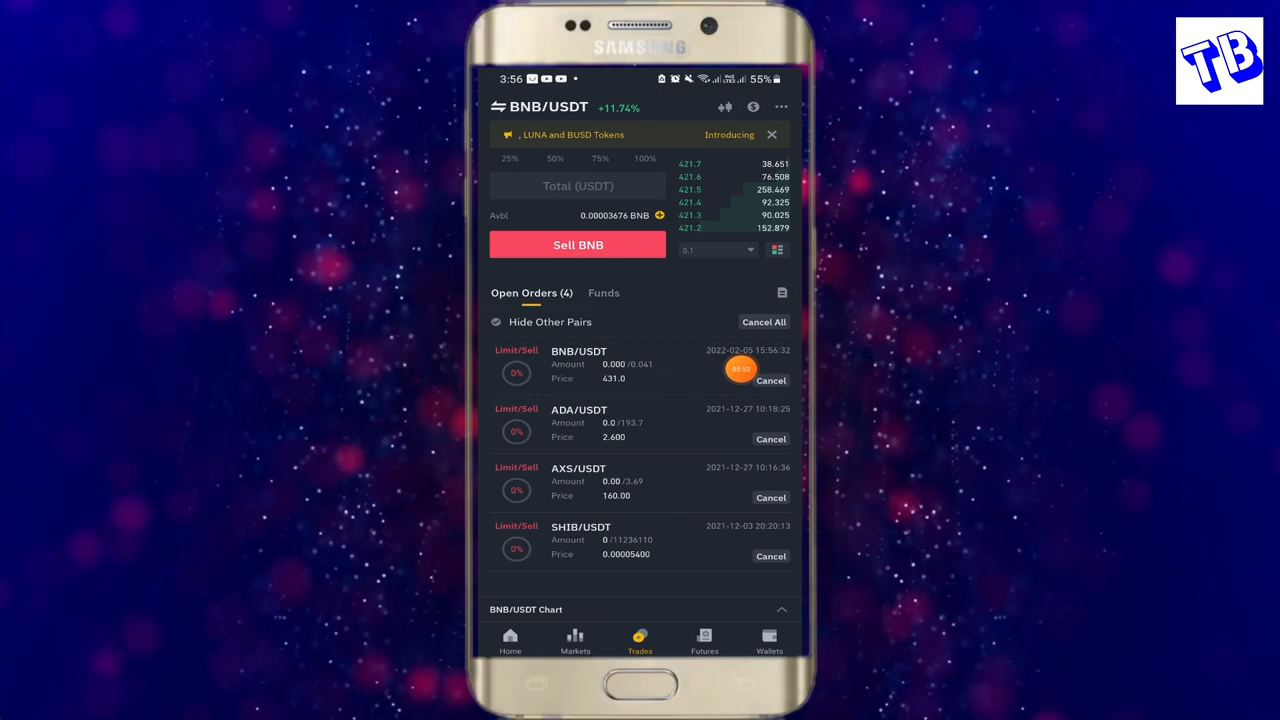 TB
SAMSUNG
3:56 55%
BNB/USDT +11.74%
, LUNA and BUSD Tokens Introducing
25% 50% 75% 100%
Total (USDT)
Avbl 0.00003676 BNB
Sell BNB
421.7 38.651
421.6 76.508
421.5 258.469
421.4 92.325
421.3 90.025
421.2 152.879
0.1
Open Orders (4) Funds
Hide Other Pairs Cancel All
Limit/Sell BNB/USDT 2022-02-05 15:56:32
0% Amount 0.000 /0.041
Price 431.0 05:52 Cancel
Limit/Sell ADA/USDT 2021-12-27 10:18:25
0% Amount 0.0 /193.7
Price 2.600 Cancel
Limit/Sell AXS/USDT 2021-12-27 10:16:36
0% Amount 0.00 /3.69
Price 160.00 Cancel
Limit/Sell SHIB/USDT 2021-12-03 20:20:13
0% Amount 0 /11236110
Price 0.00005400 Cancel
BNB/USDT Chart
Home Markets Trades Futures Wallets